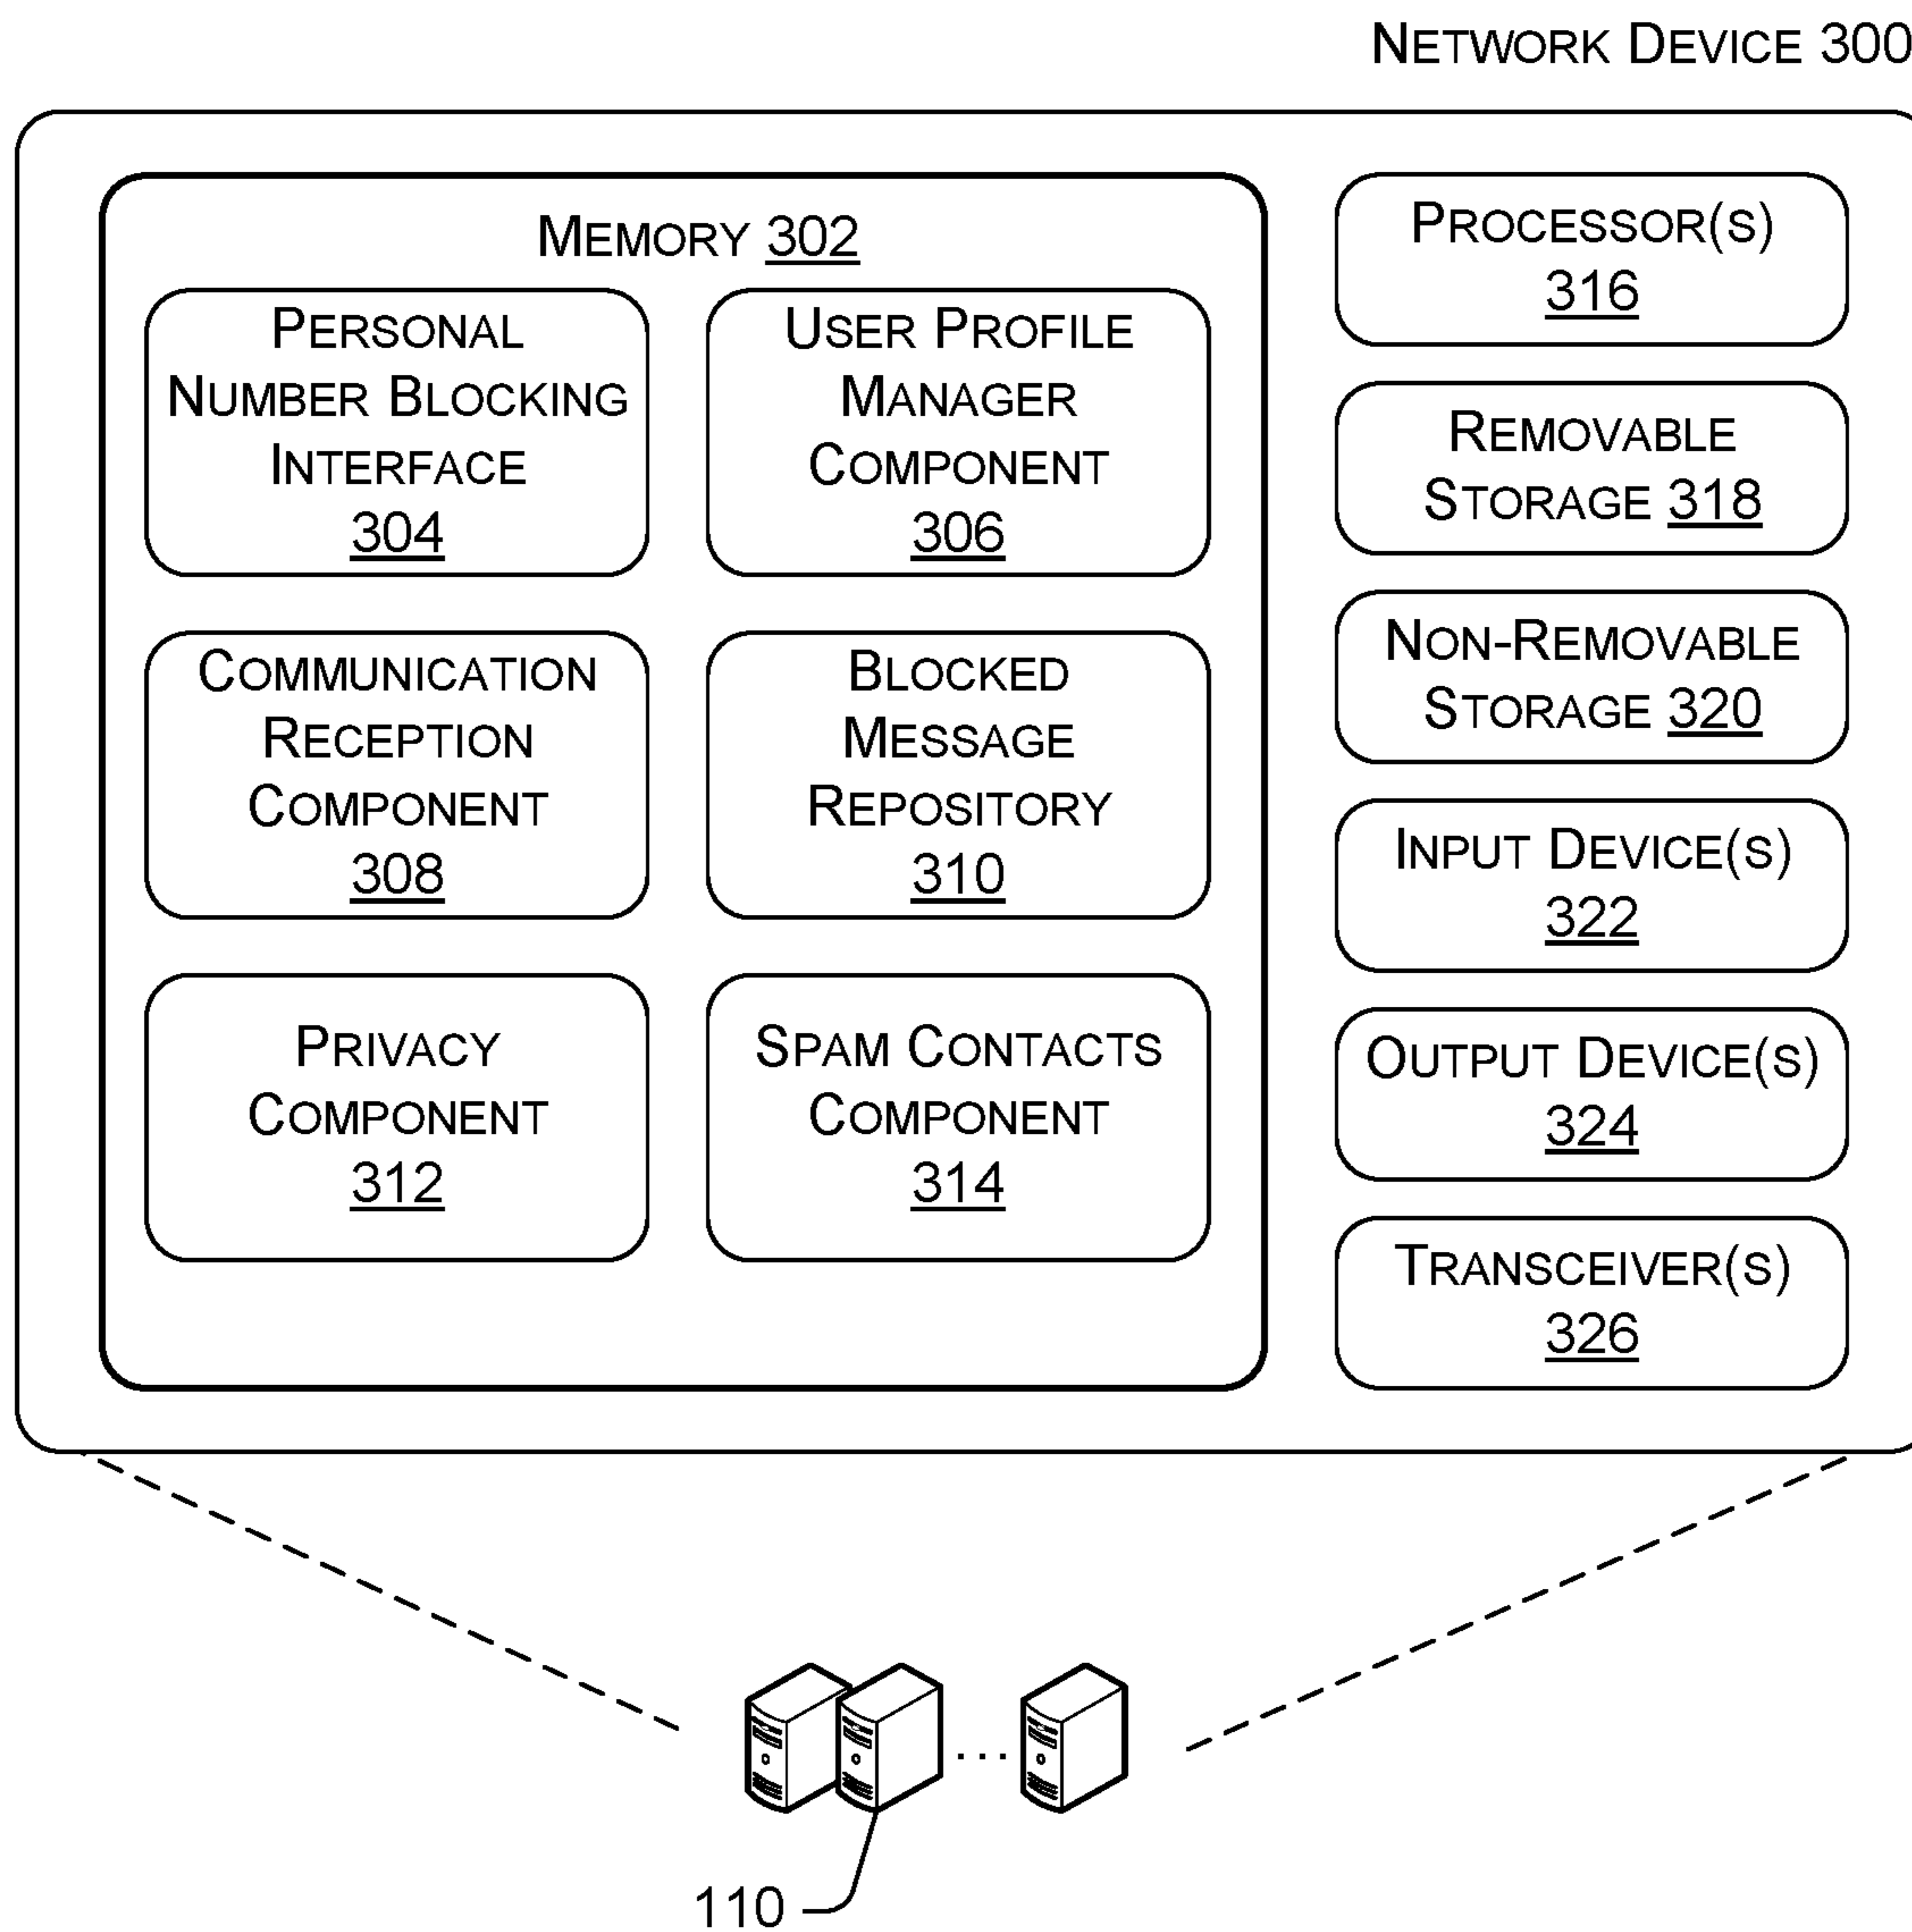 NETWORK DEVICE 300
MEMORY 302
PERSONAL
NUMBER BLOCKING
INTERFACE
304
USER PROFILE
MANAGER
COMPONENT
306
COMMUNICATION
RECEPTION
COMPONENT
308
BLOCKED
MESSAGE
REPOSITORY
310
PRIVACY
COMPONENT
312
SPAM CONTACTS
COMPONENT
314
PROCESSOR(S)
316
REMOVABLE
STORAGE 318
NON-REMOVABLE
STORAGE 320
INPUT DEVICE(S)
322
OUTPUT DEVICE(S)
324
TRANSCEIVER(S)
326
...
110